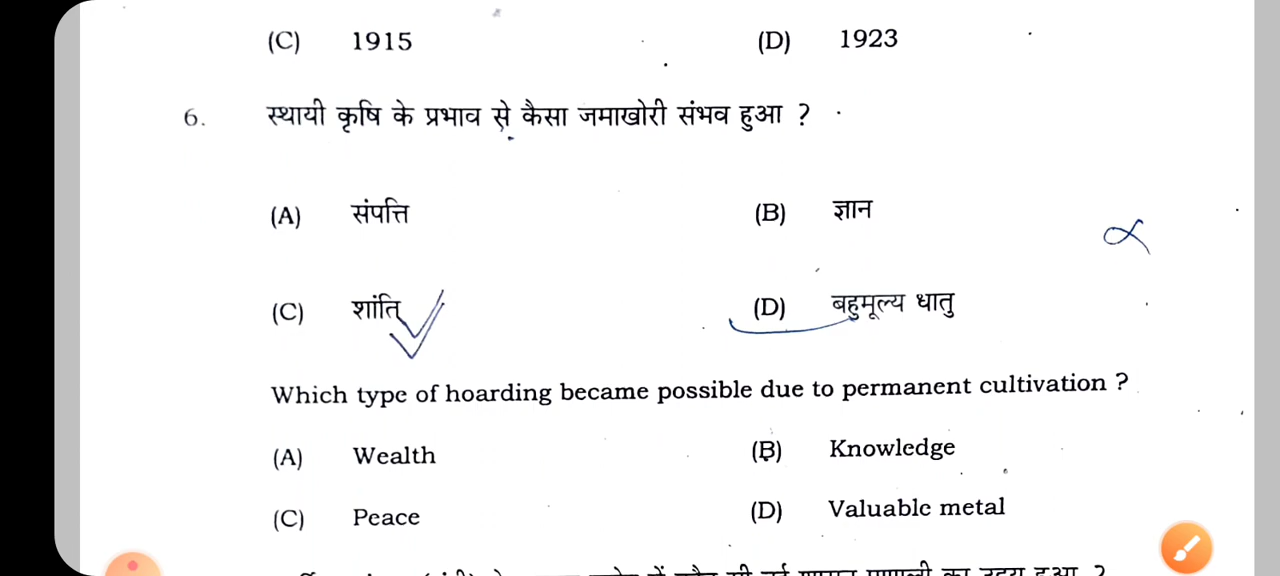 (C) 1915 (D) 1923
6. स्थायी कृषि के प्रभाव से कैसा जमाखोरी संभव हुआ ?
(A) संपत्ति (B) ज्ञान
(C) शांति (D) बहुमूल्य धातु
Which type of hoarding became possible due to permanent cultivation ?
(A) Wealth (B) Knowledge
(C) Peace (D) Valuable metal